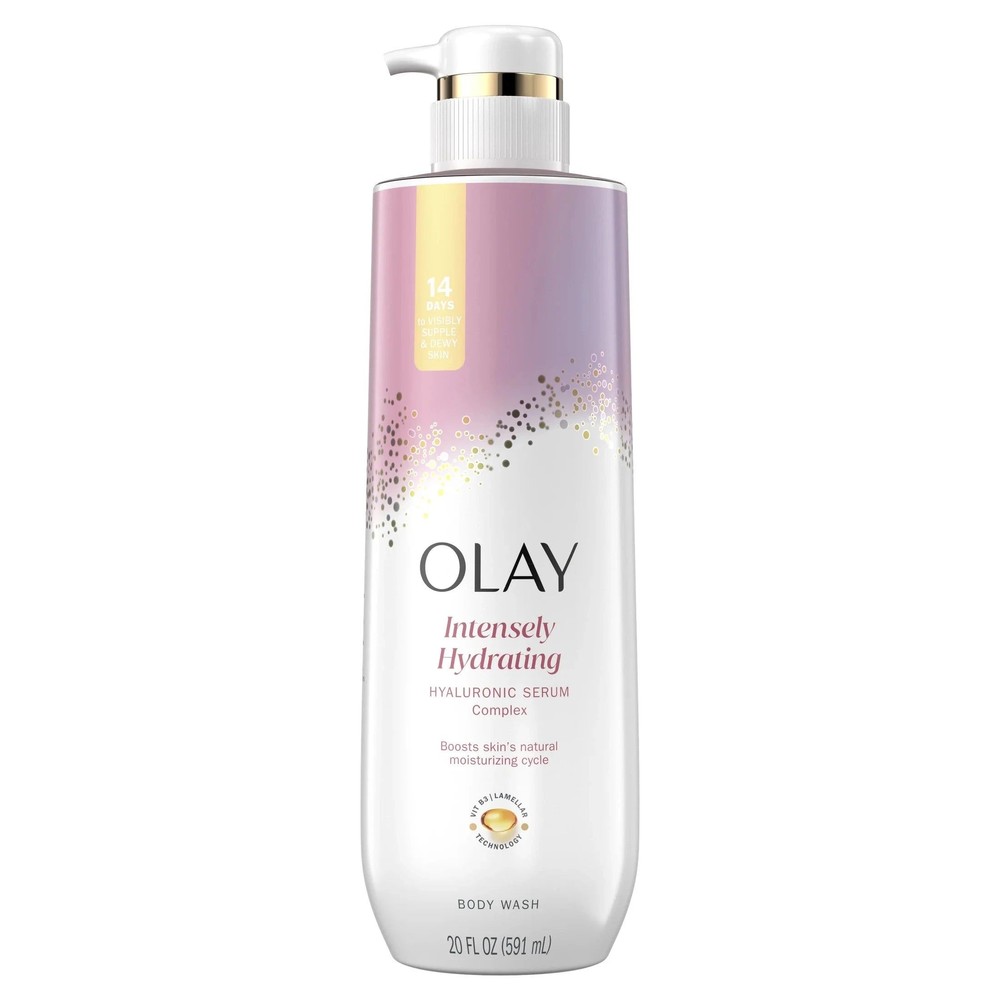 14
DAYS
to VISIBLY
SUPPLE
& DEWY
SKIN
OLAY
Intensely
Hydrating
HYALURONIC SERUM
Complex
Boosts skin's natural
moisturizing cycle
VIT B3 | LAMELLAR
TECHNOLOGY
BODY WASH
20 FL OZ (591 mL)